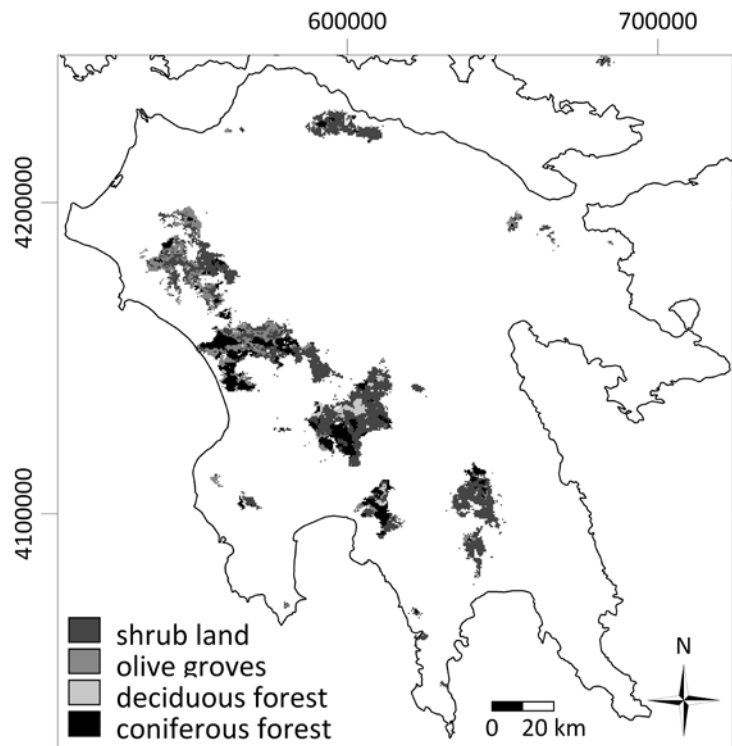 600000 700000
4200000
4100000
shrub land
olive groves
deciduous forest
coniferous forest
N
0 20 km